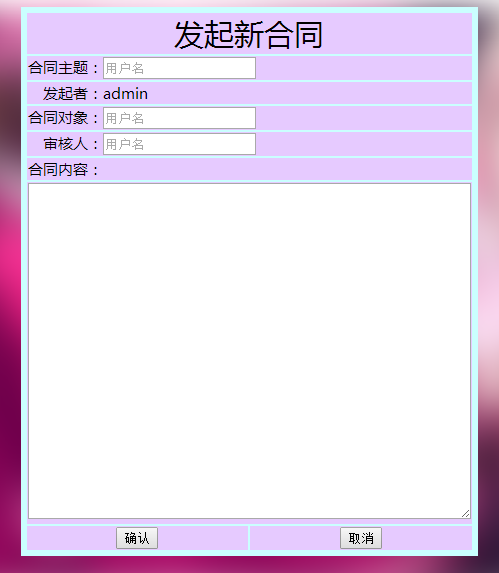 发起新合同
合同主题：用户名
发起者：admin
合同对象：用户名
审核人：用户名
合同内容：
确认 取消